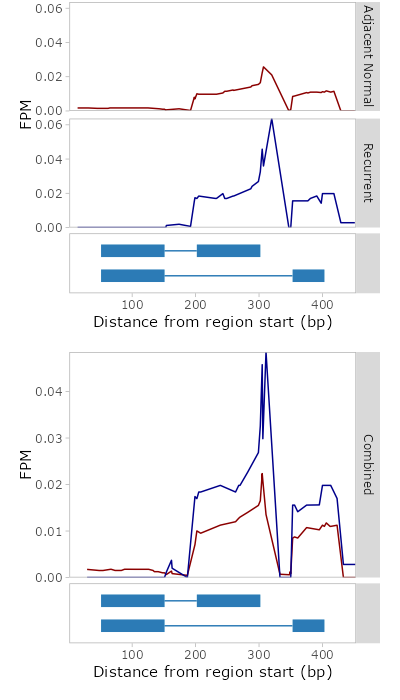 0.06
0.04
0.02
0.00
Adjacent Normal
FPM
0.06
0.04
0.02
0.00
Recurrent
100 200 300 400
Distance from region start (bp)
0.04
0.03
0.02
0.01
0.00
FPM
Combined
100 200 300 400
Distance from region start (bp)